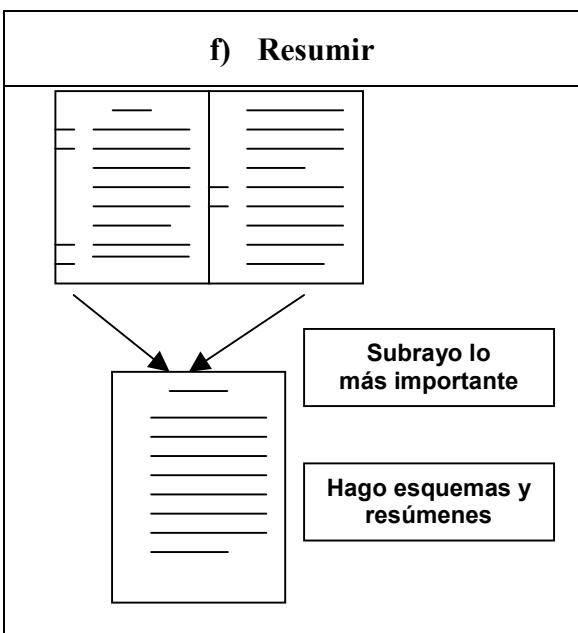 f) Resumir
Subrayo lo
más importante
Hago esquemas y
resúmenes